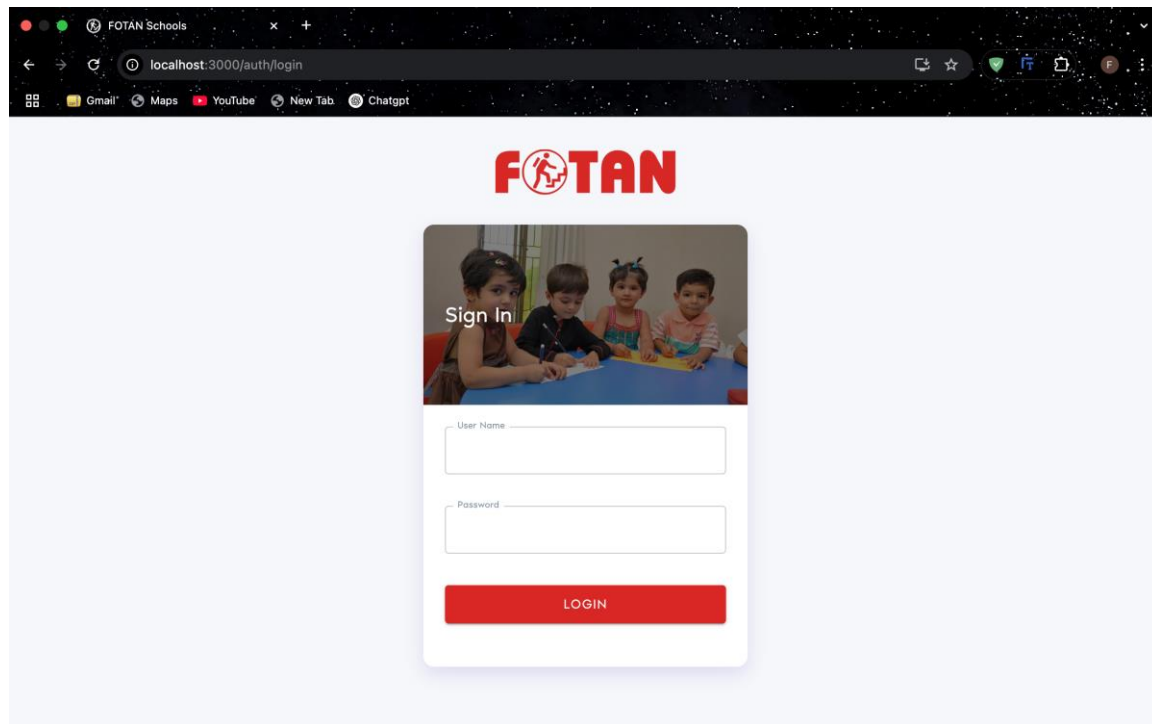 FOTAN Schools
localhost:3000/auth/login
F
Gmail Maps YouTube New Tab Chatgpt
FOTAN
Sign In
User Name
Password
LOGIN